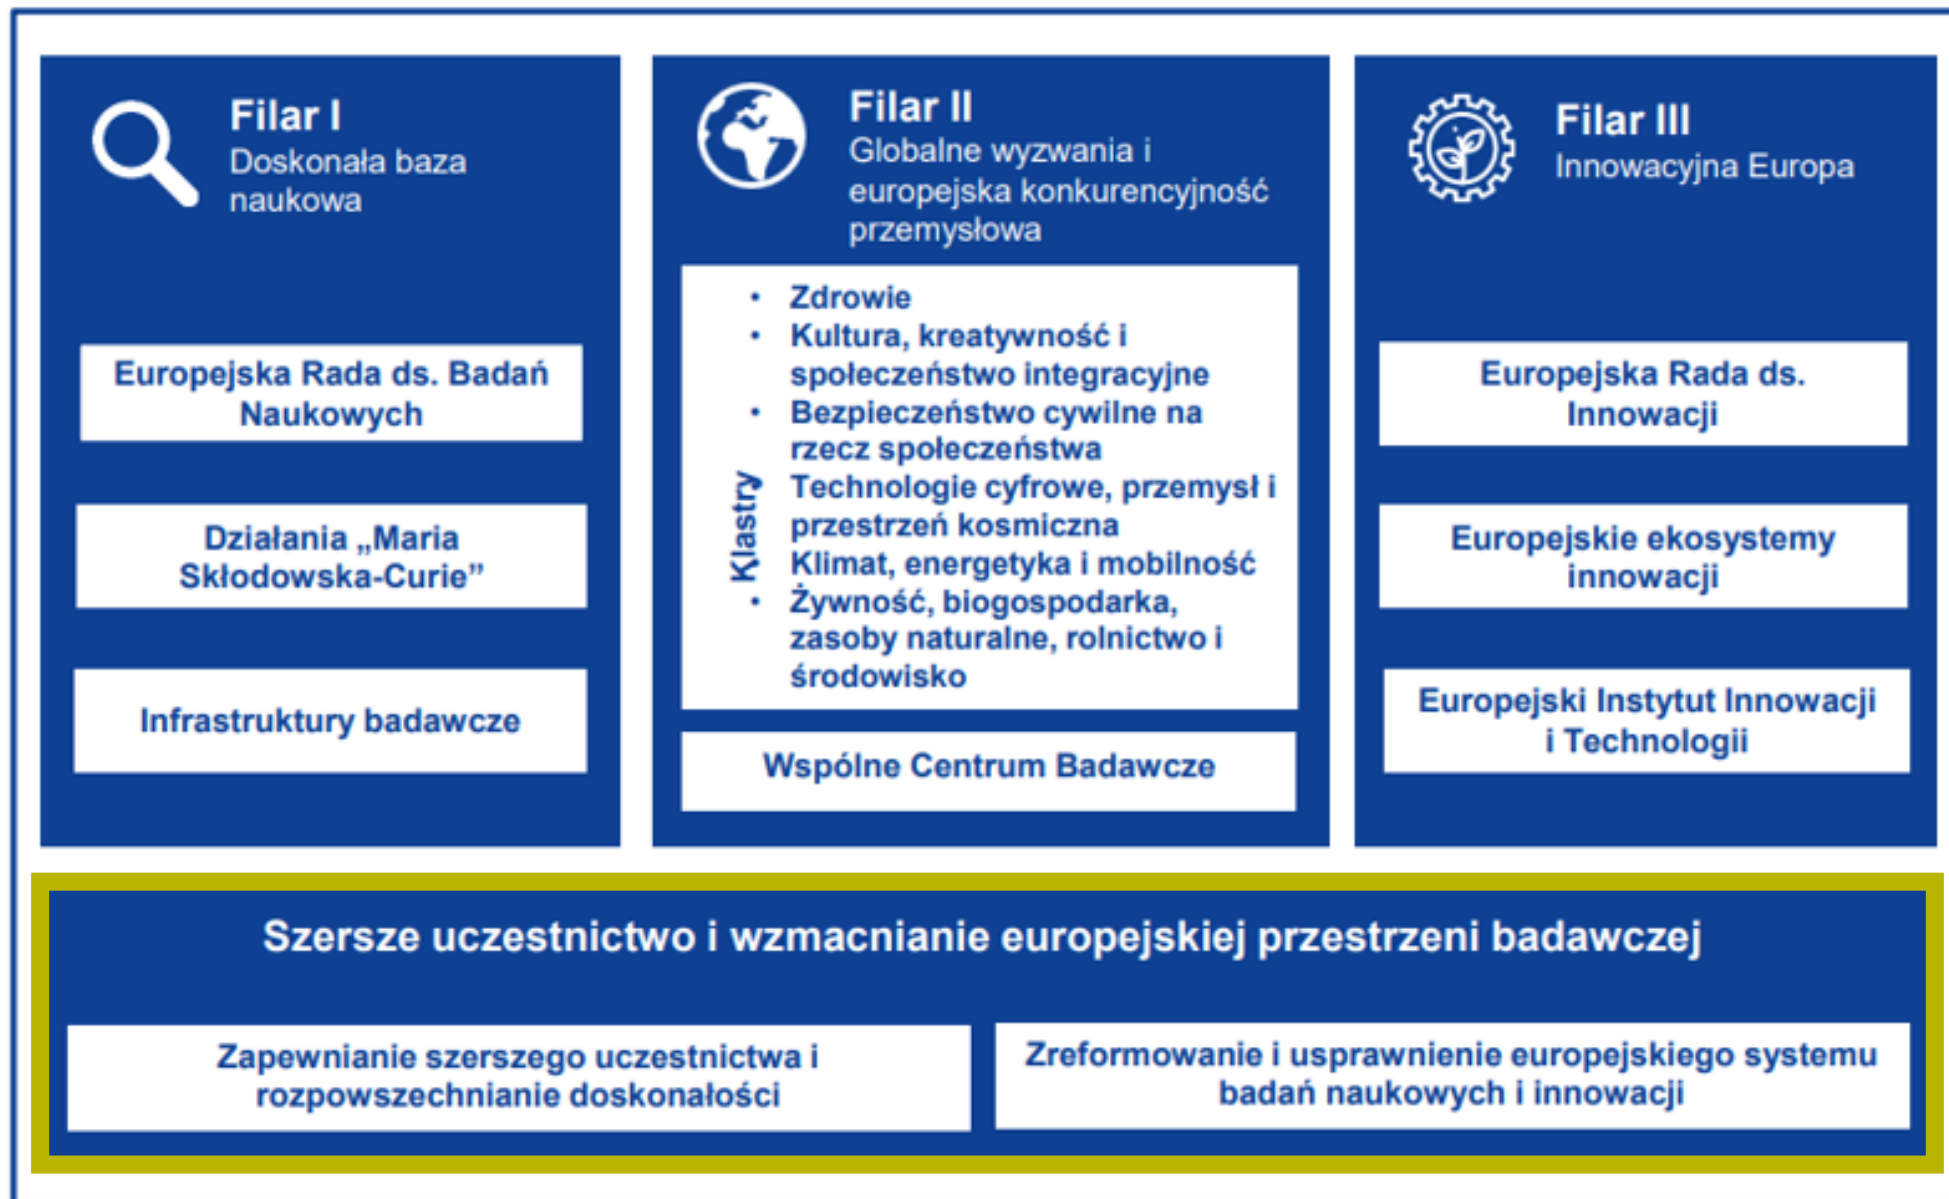 Filar I
Doskonała baza
naukowa
Europejska Rada ds. Badań
Naukowych
Działania „Maria
Skłodowska-Curie”
Infrastruktury badawcze
Filar II
Globalne wyzwania i
europejska konkurencyjność
przemysłowa
Klastry
• Zdrowie
• Kultura, kreatywność i
społeczeństwo integracyjne
• Bezpieczeństwo cywilne na
rzecz społeczeństwa
• Technologie cyfrowe, przemysł i
przestrzeń kosmiczna
• Klimat, energetyka i mobilność
• Żywność, biogospodarka,
zasoby naturalne, rolnictwo i
środowisko
Wspólne Centrum Badawcze
Filar III
Innowacyjna Europa
Europejska Rada ds.
Innowacji
Europejskie ekosystemy
innowacji
Europejski Instytut Innowacji
i Technologii
Szersze uczestnictwo i wzmacnianie europejskiej przestrzeni badawczej
Zapewnianie szerszego uczestnictwa i
rozpowszechnianie doskonałości
Zreformowanie i usprawnienie europejskiego systemu
badań naukowych i innowacji